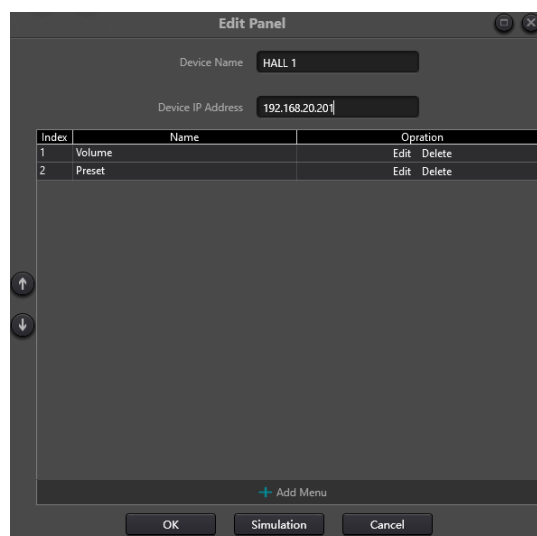 Edit Panel
Device Name HALL 1
Device IP Address 192.168.20.201
Index Name Opration
1 Volume Edit Delete
2 Preset Edit Delete
Add Menu
OK Simulation Cancel